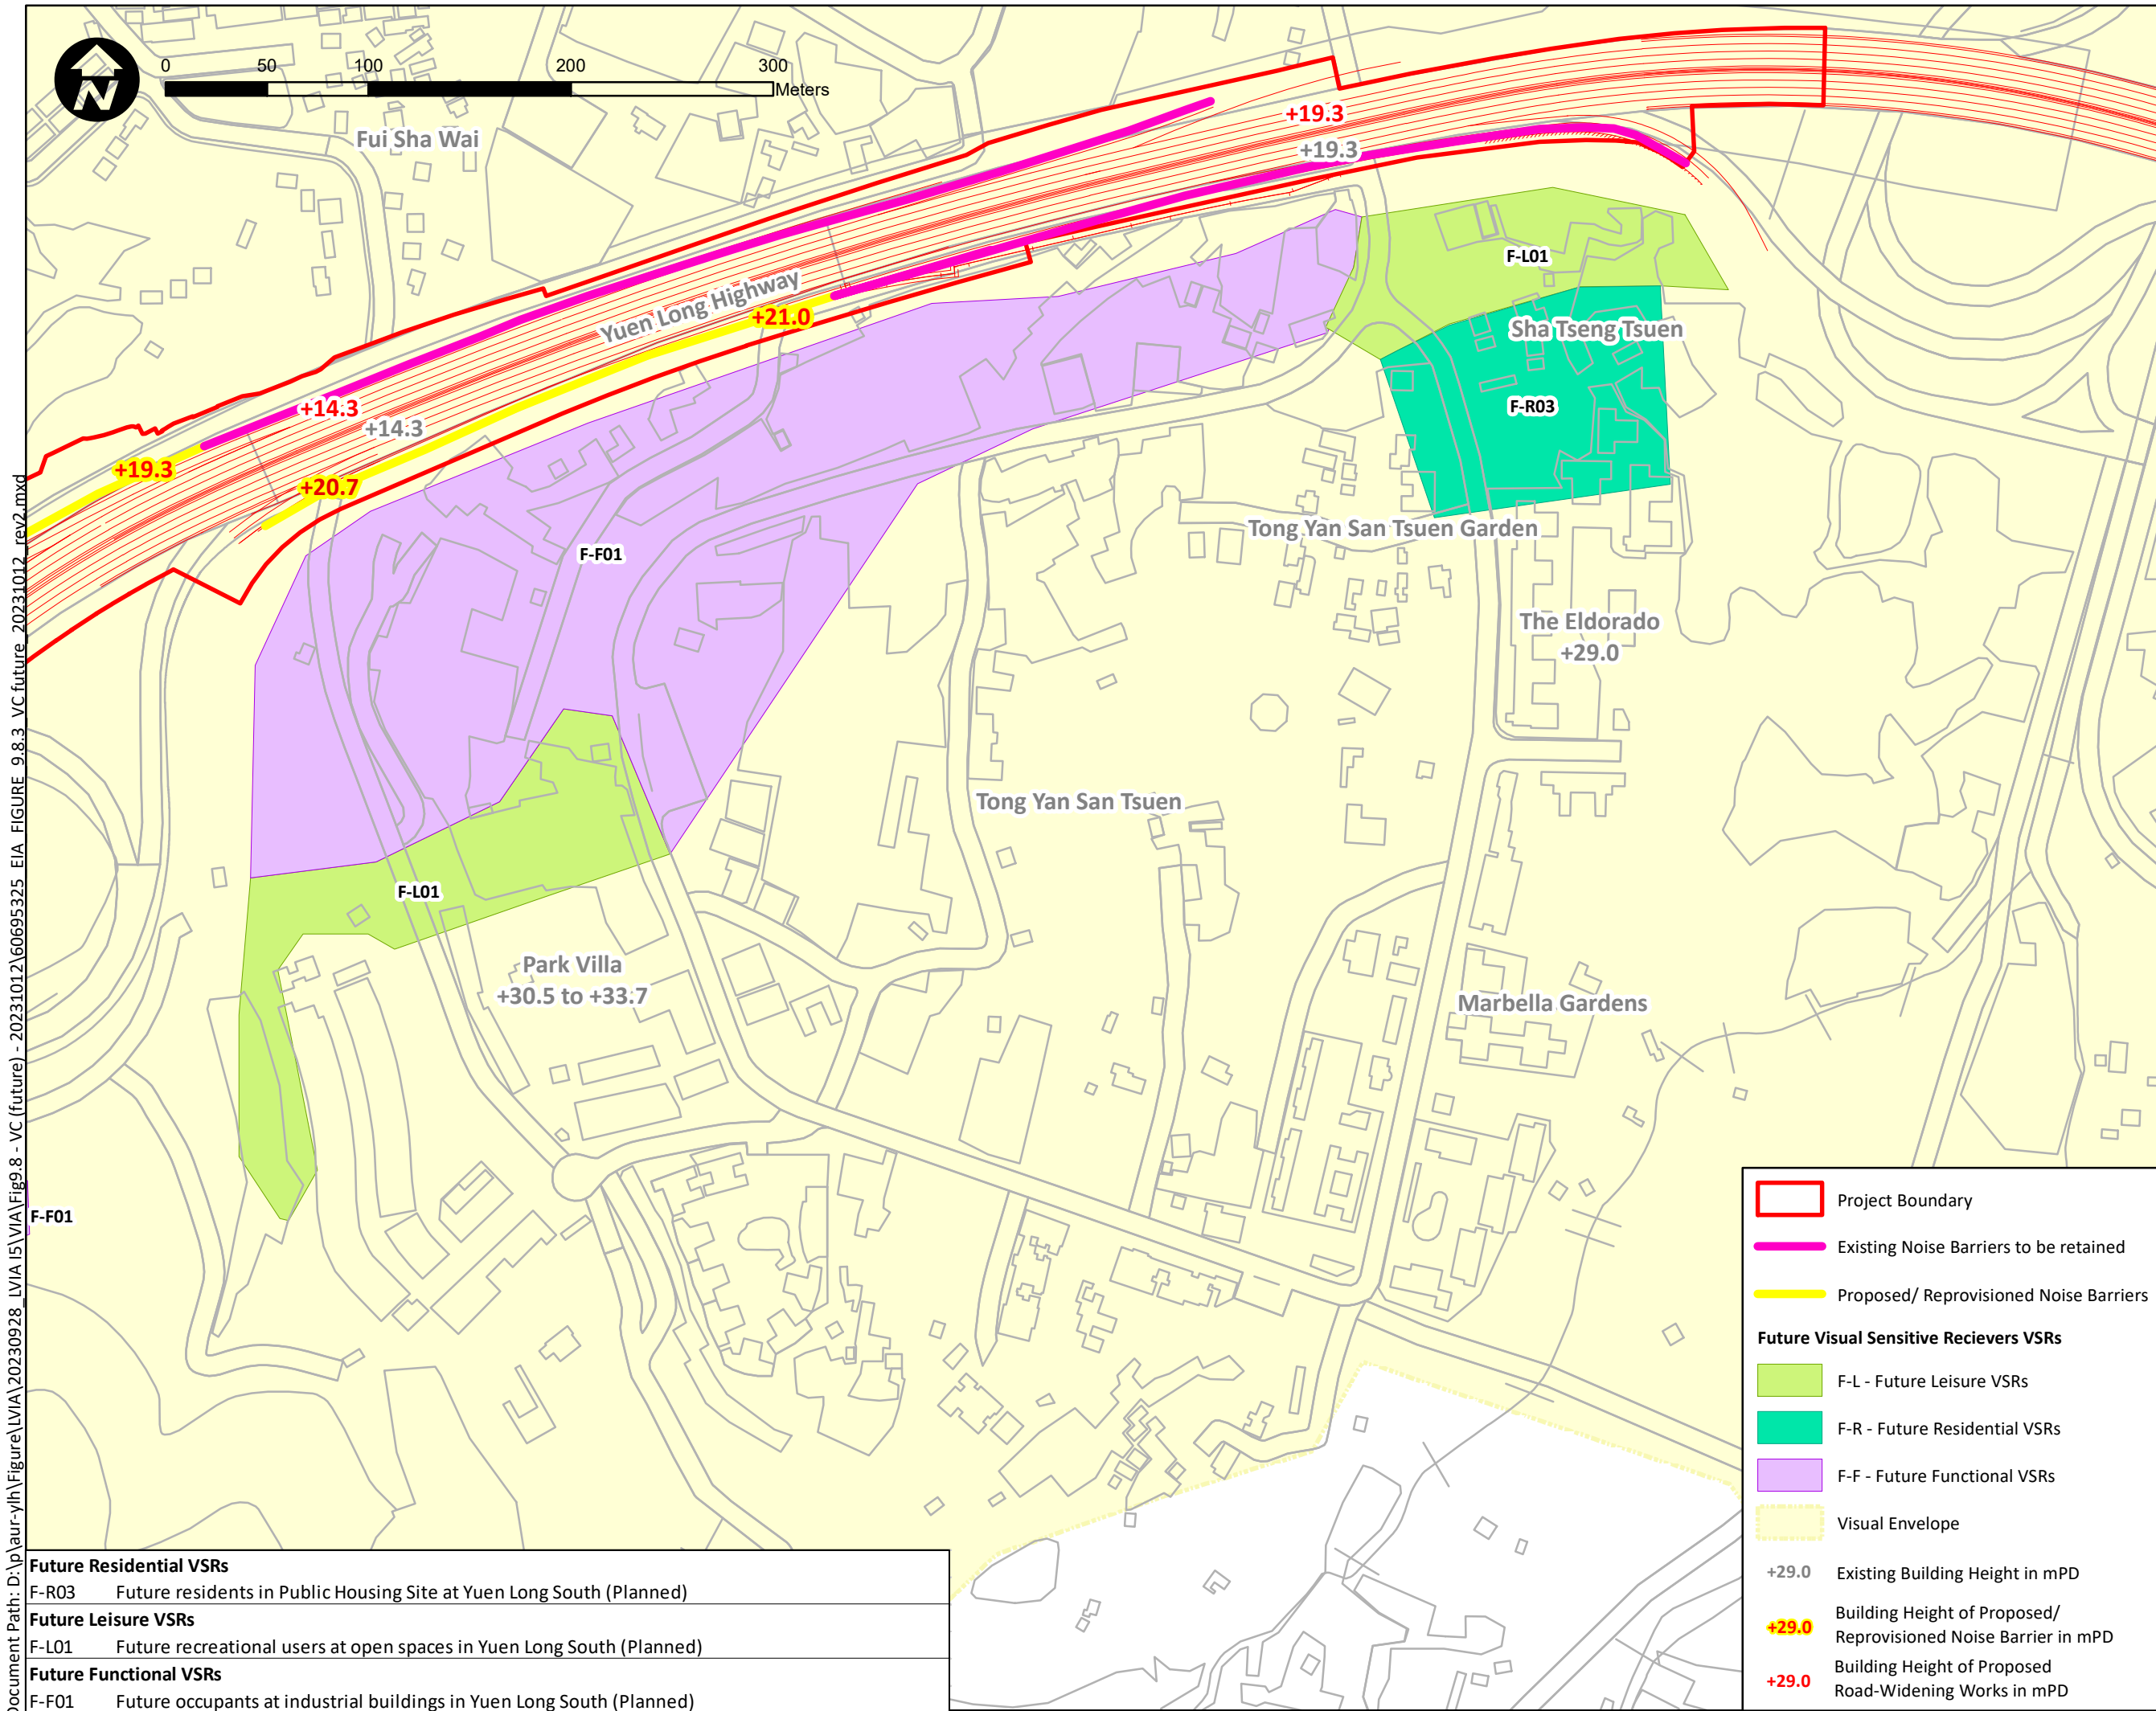 0 50 100 200 300
Meters
N
Fui Sha Wai
+19.3
+19.3
Yuen Long Highway
+21.0
F-L01
Sha Tseng Tsuen
F-R03
+14.3
+14.3
+19.3
+20.7
Tong Yan San Tsuen Garden
F-F01
The Eldorado
+29.0
Tong Yan San Tsuen
F-L01
Park Villa
+30.5 to +33.7
Marbella Gardens
F-F01
Project Boundary
Existing Noise Barriers to be retained
Proposed/ Reprovisioned Noise Barriers
Future Visual Sensitive Recievers VSRs
F-L - Future Leisure VSRs
F-R - Future Residential VSRs
F-F - Future Functional VSRs
Visual Envelope
+29.0 Existing Building Height in mPD
+29.0 Building Height of Proposed/
Reprovisioned Noise Barrier in mPD
+29.0 Building Height of Proposed
Road-Widening Works in mPD
Future Residential VSRs
F-R03 Future residents in Public Housing Site at Yuen Long South (Planned)
Future Leisure VSRs
F-L01 Future recreational users at open spaces in Yuen Long South (Planned)
Future Functional VSRs
F-F01 Future occupants at industrial buildings in Yuen Long South (Planned)
Document Path: D:\p\aur-ylh\Figure\LVIA\20230928_LVIA I5\VIA\Fig9.8 - VC (future) - 20231012\60695325_EIA_FIGURE_9.8.3_VC future_20231012_rev2.mxd